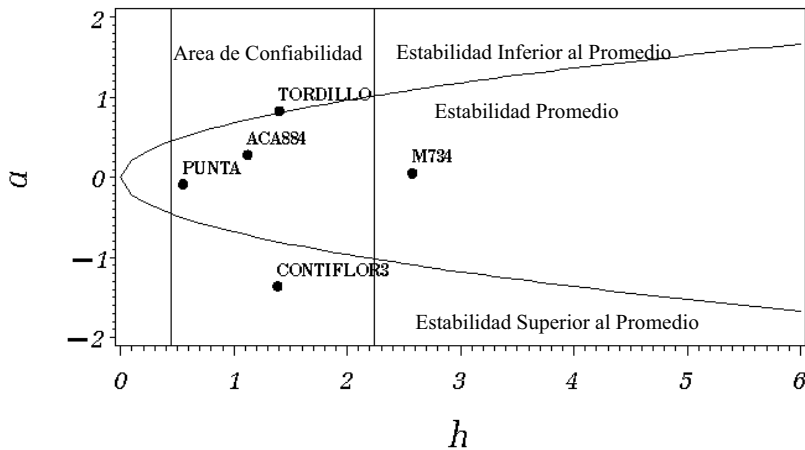 2
Area de Confiabilidad
Estabilidad Inferior al Promedio
TORDILLO
Estabilidad Promedio
1
ACA884
M734
PUNTA
a
0
CONTIFLOR3
−1
Estabilidad Superior al Promedio
−2
0 1 2 3 4 5 6
h